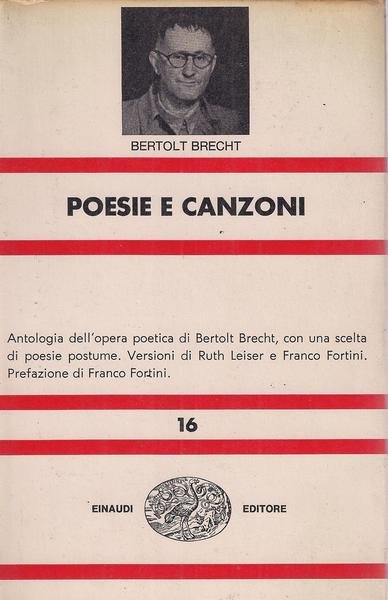 BERTOLT BRECHT
POESIE E CANZONI
Antologia dell'opera poetica di Bertolt Brecht, con una scelta
di poesie postume. Versioni di Ruth Leiser e Franco Fortini.
Prefazione di Franco Fortini.
16
EINAUDI EDITORE